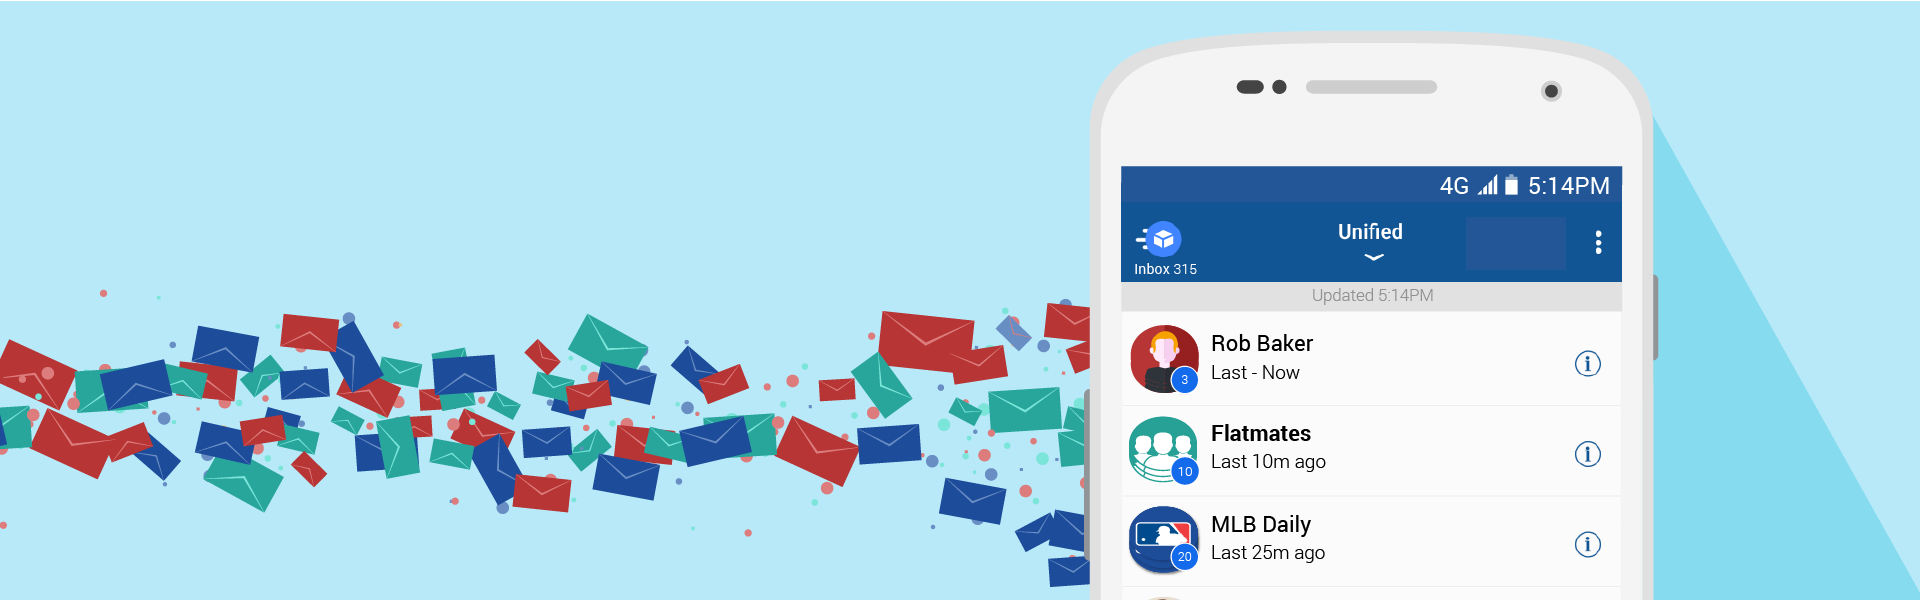 4G 5:14PM
Unified
Inbox 315
Updated 5:14PM
Rob Baker
Last - Now
3
Flatmates
Last 10m ago
10
MLB Daily
Last 25m ago
20